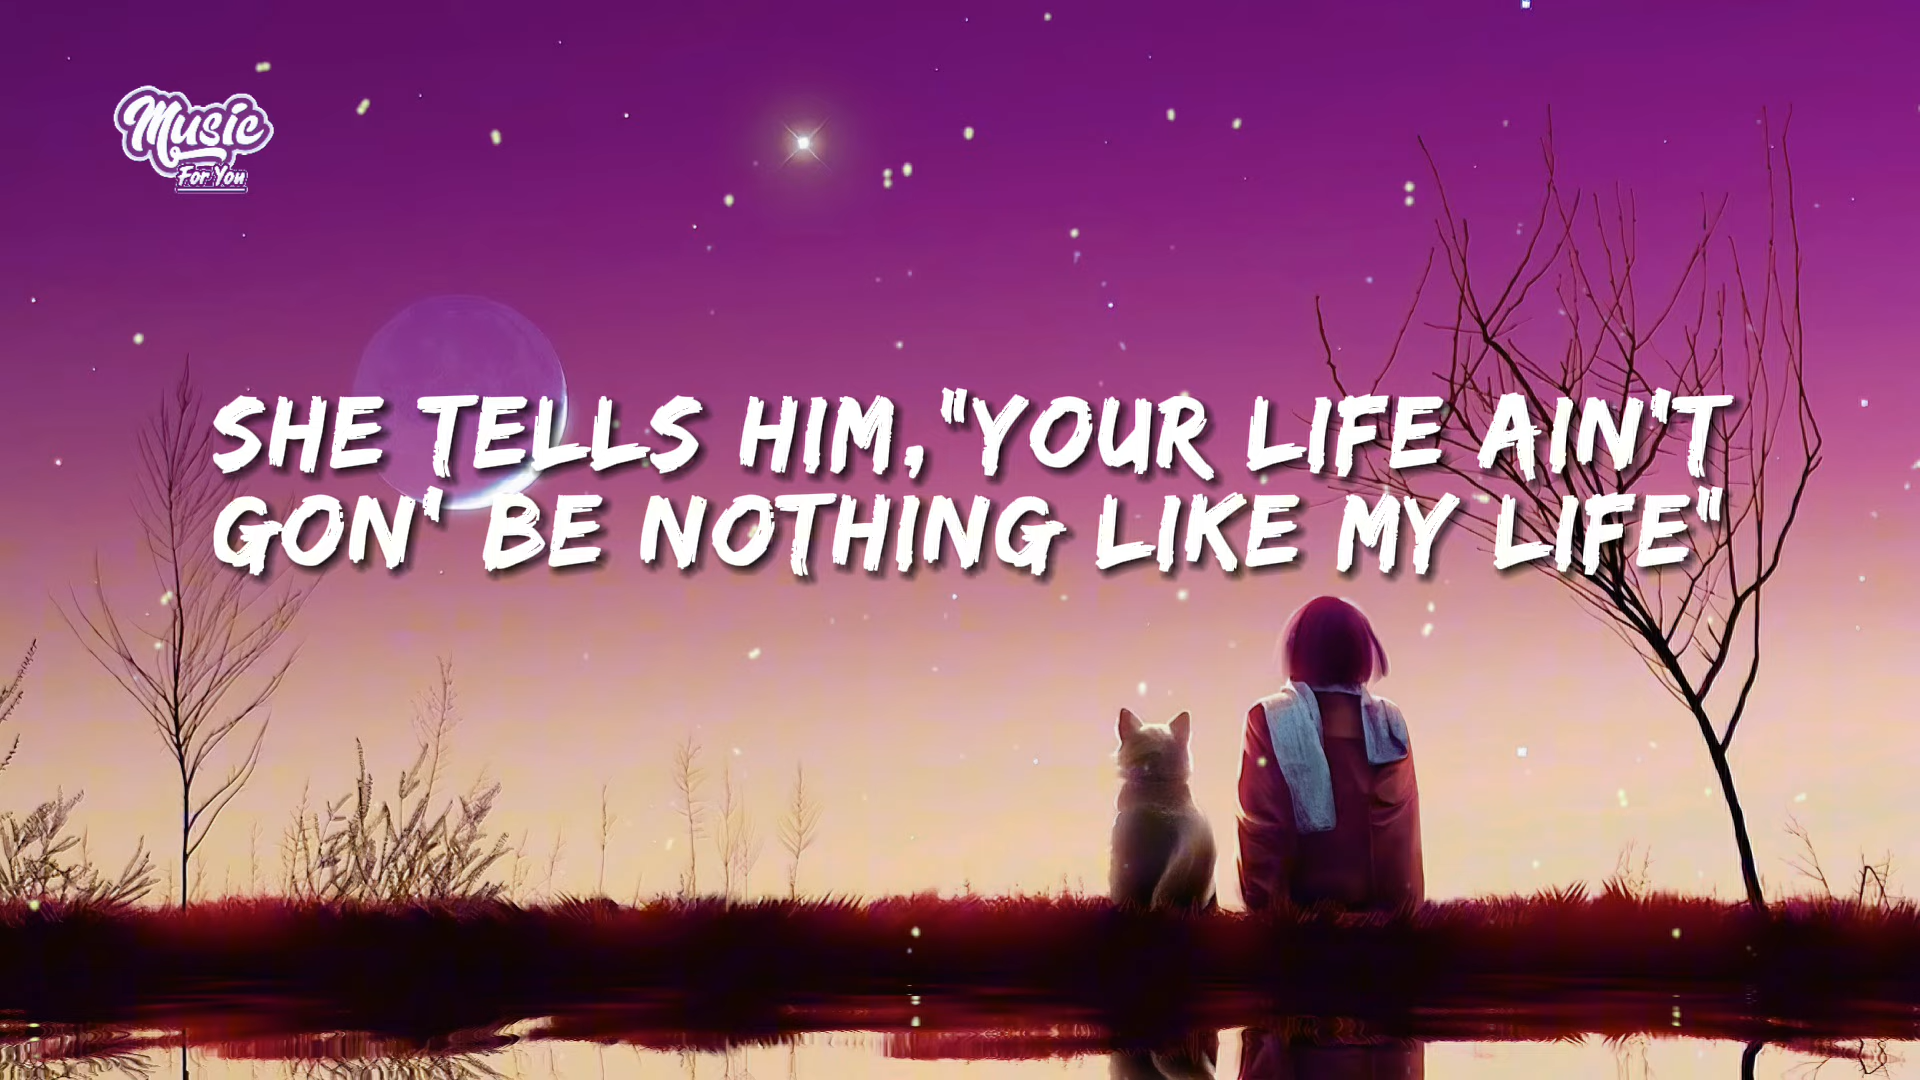 Music
For You
SHE TELLS HIM, "YOUR LIFE AIN'T
GON' BE NOTHING LIKE MY LIFE"